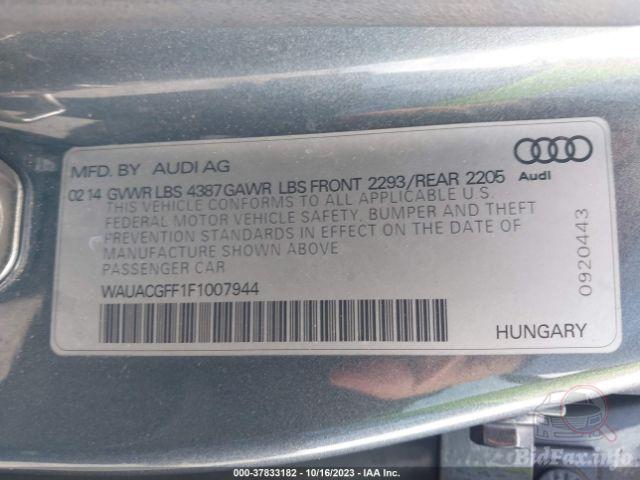 MFD. BY AUDI AG
02 14 GVWR LBS 4387GAWR LBS FRONT 2293/REAR 2205
THIS VEHICLE CONFORMS TO ALL APPLICABLE U.S.
FEDERAL MOTOR VEHICLE SAFETY, BUMPER AND THEFT
PREVENTION STANDARDS IN EFFECT ON THE DATE OF
MANUFACTURE SHOWN ABOVE
PASSENGER CAR
WAUACGFF1F1007944
Audi
0920443
HUNGARY
BidFax.info
000-37833182 - 10/16/2023 - IAA Inc.